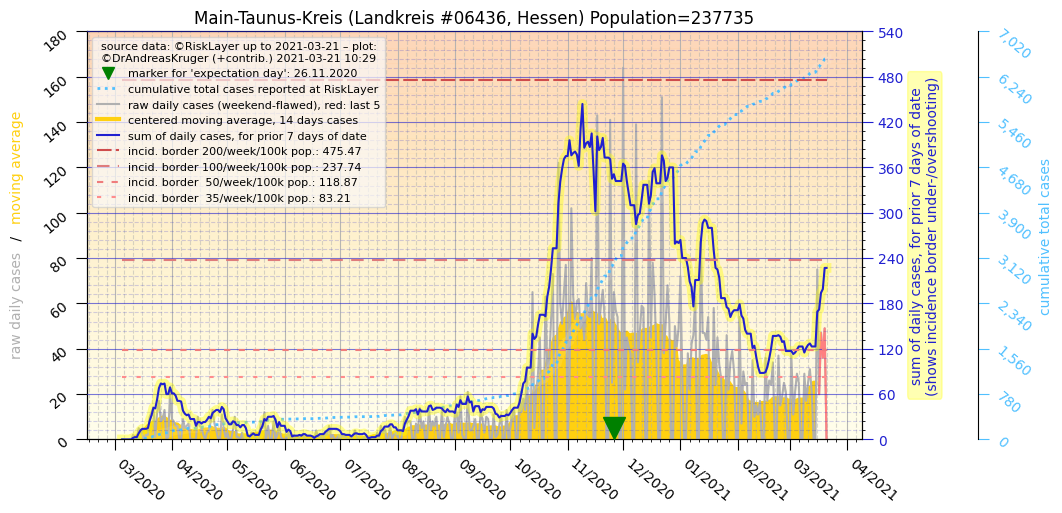 Main-Taunus-Kreis (Landkreis #06436, Hessen) Population=237735
source data: ©RiskLayer up to 2021-03-21 – plot:
©DrAndreasKruger (+contrib.) 2021-03-21 10:29
marker for 'expectation day': 26.11.2020
cumulative total cases reported at RiskLayer
raw daily cases (weekend-flawed), red: last 5
centered moving average, 14 days cases
sum of daily cases, for prior 7 days of date
incid. border 200/week/100k pop.: 475.47
incid. border 100/week/100k pop.: 237.74
incid. border  50/week/100k pop.: 118.87
incid. border  35/week/100k pop.: 83.21
raw daily cases  /  moving average
180
160
140
120
100
80
60
40
20
0
03/2020
04/2020
05/2020
06/2020
07/2020
08/2020
09/2020
10/2020
11/2020
12/2020
01/2021
02/2021
03/2021
04/2021
540
480
420
360
300
240
180
120
60
0
sum of daily cases, for prior 7 days of date
(shows incidence border under-/overshooting)
7,020
6,240
5,460
4,680
3,900
3,120
2,340
1,560
780
0
cumulative total cases